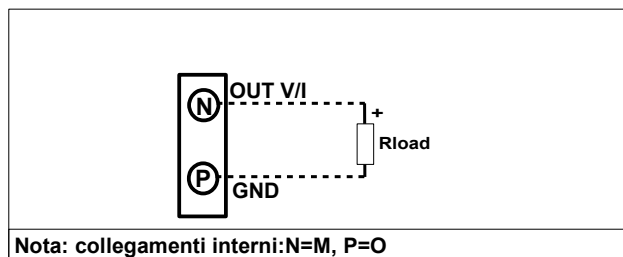 OUT V/I
N
+
Rload
P
GND
Nota: collegamenti interni:N=M, P=O